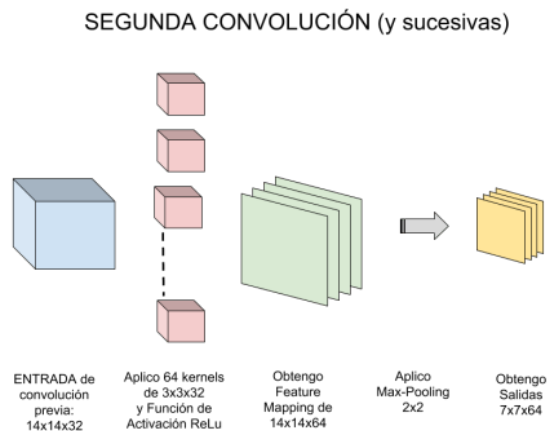 SEGUNDA CONVOLUCIÓN (y sucesivas)
ENTRADA de
convolución
previa:
14x14x32
Aplico 64 kernels
de 3x3x32
y Función de
Activación ReLu
Obtengo
Feature
Mapping de
14x14x64
Aplico
Max-Pooling
2x2
Obtengo
Salidas
7x7x64